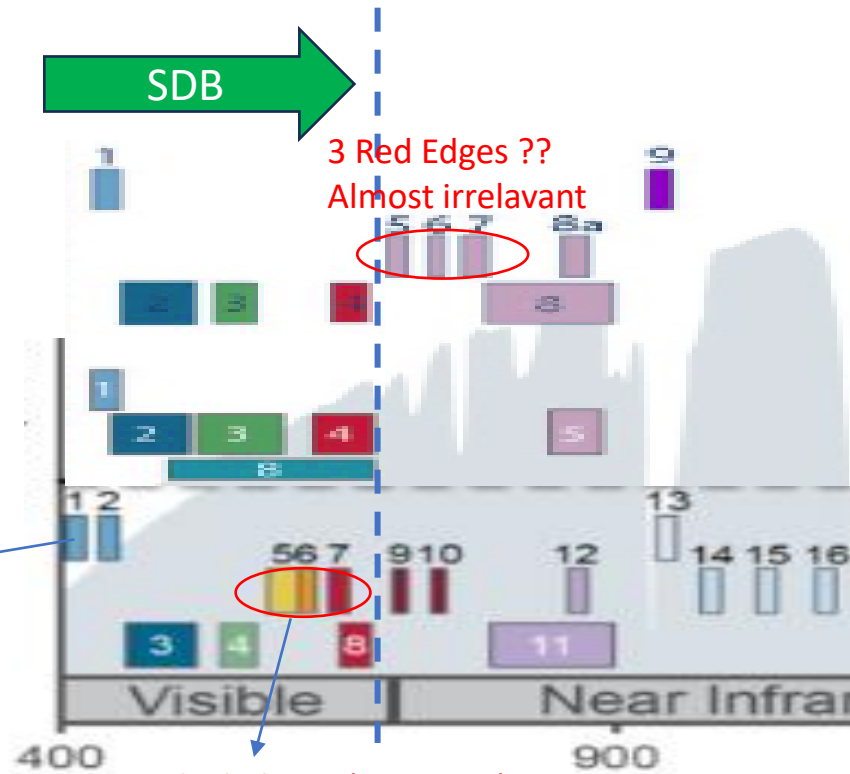 SDB
3 Red Edges ??
Almost irrelavant
1 9
5 6 7 8a
2 3 4 8
1
2 3 4 5
8
1 2 13
5 6 7 9 10 12 14 15 16
3 4 8 11
Visible Near Infrar
400 900